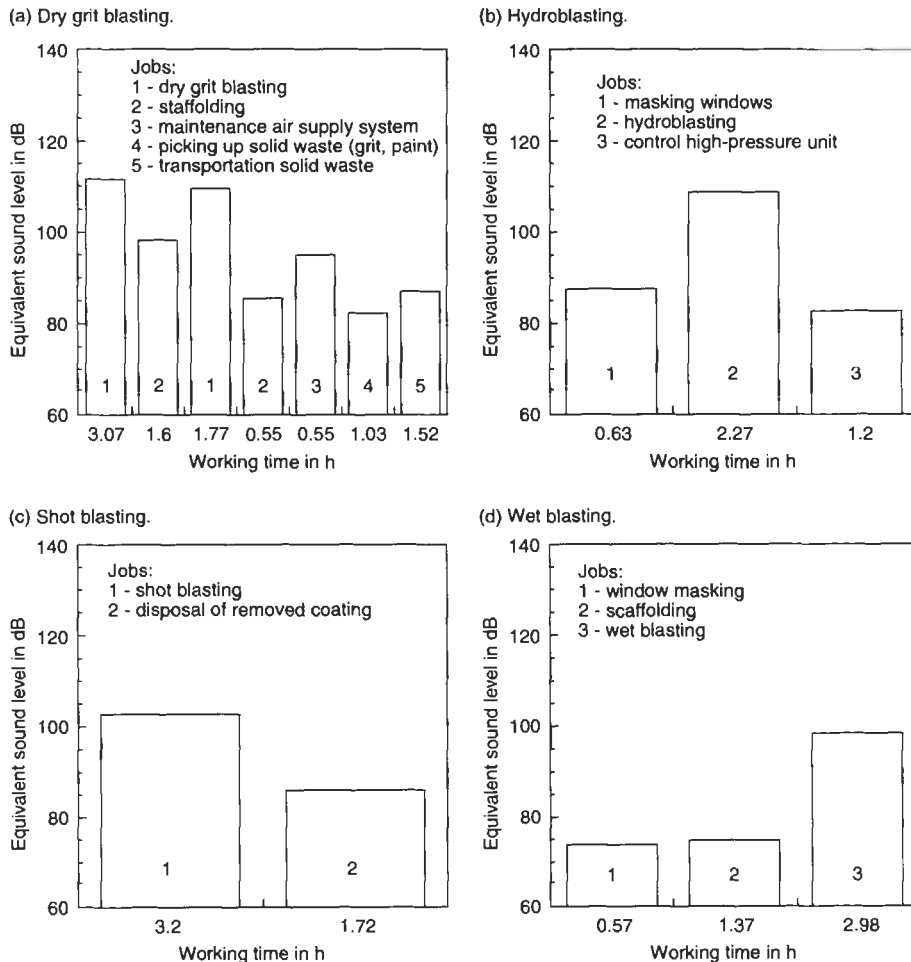 (a) Dry grit blasting.
140
120
100
80
60
Equivalent sound level in dB
Jobs:
1 - dry grit blasting
2 - staffolding
3 - maintenance air supply system
4 - picking up solid waste (grit, paint)
5 - transportation solid waste
1 2 1 2 3 4 5
3.07 1.6 1.77 0.55 0.55 1.03 1.52
Working time in h
(b) Hydroblasting.
140
120
100
80
60
Equivalent sound level in dB
Jobs:
1 - masking windows
2 - hydroblasting
3 - control high-pressure unit
1 2 3
0.63 2.27 1.2
Working time in h
(c) Shot blasting.
140
120
100
80
60
Equivalent sound level in dB
Jobs:
1 - shot blasting
2 - disposal of removed coating
1 2
3.2 1.72
Working time in h
(d) Wet blasting.
140
120
100
80
60
Equivalent sound level in dB
Jobs:
1 - window masking
2 - scaffolding
3 - wet blasting
1 2 3
0.57 1.37 2.98
Working time in h